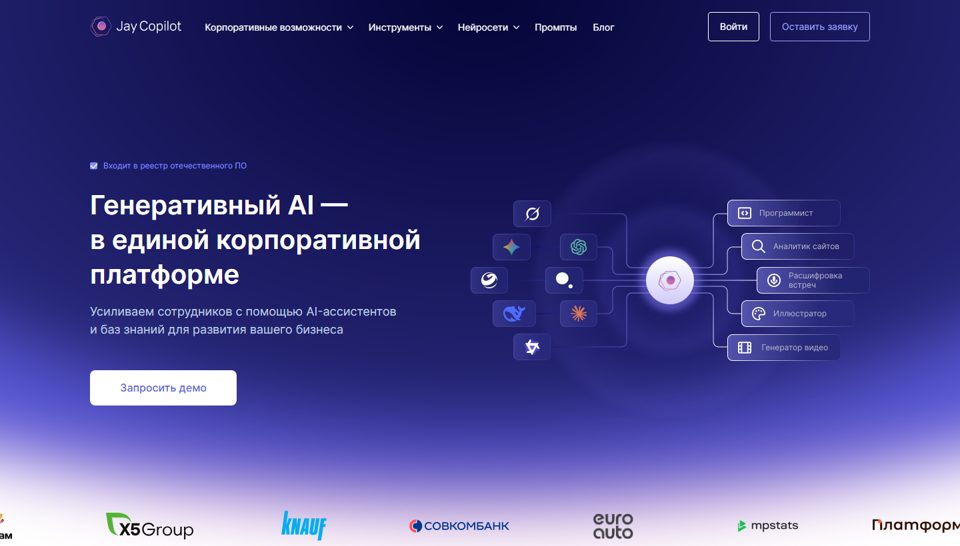 Jay Copilot
Корпоративные возможности
Инструменты
Нейросети
Промпты
Блог
Войти
Оставить заявку
Входит в реестр отечественного ПО
Генеративный AI —
в единой корпоративной
платформе
Усиливаем сотрудников с помощью AI-ассистентов
и баз знаний для развития вашего бизнеса
Запросить демо
Программист
Аналитик сайтов
Расшифровка
встреч
Иллюстратор
Генератор видео
ам
X5Group
KNAUF
СОВКОМБАНК
euro
auto
mpstats
Платформ